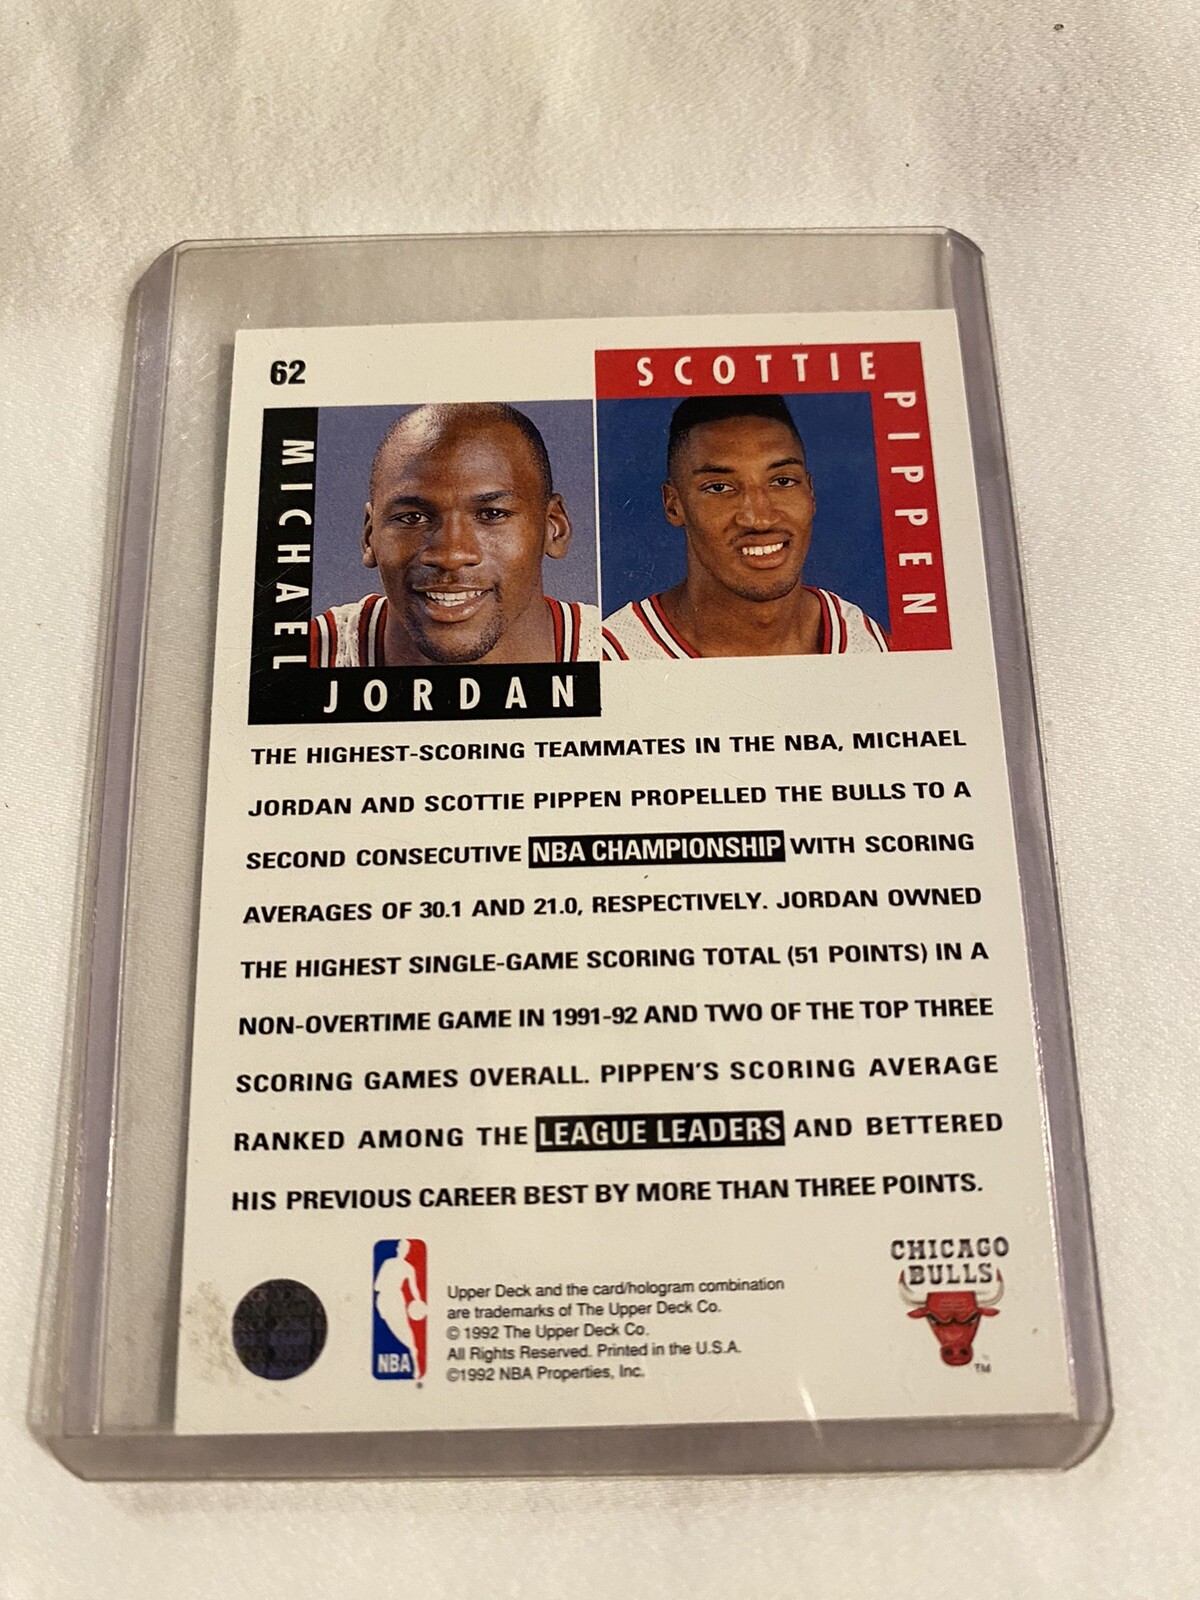 62
SCOTTIE
PIPPEN
MICHAEL
JORDAN
THE HIGHEST-SCORING TEAMMATES IN THE NBA, MICHAEL
JORDAN AND SCOTTIE PIPPEN PROPELLED THE BULLS TO A
SECOND CONSECUTIVE NBA CHAMPIONSHIP WITH SCORING
AVERAGES OF 30.1 AND 21.0, RESPECTIVELY. JORDAN OWNED
THE HIGHEST SINGLE-GAME SCORING TOTAL (51 POINTS) IN A
NON-OVERTIME GAME IN 1991-92 AND TWO OF THE TOP THREE
SCORING GAMES OVERALL. PIPPEN'S SCORING AVERAGE
RANKED AMONG THE LEAGUE LEADERS AND BETTERED
HIS PREVIOUS CAREER BEST BY MORE THAN THREE POINTS.
NBA
Upper Deck and the card/hologram combination
are trademarks of The Upper Deck Co.
© 1992 The Upper Deck Co.
All Rights Reserved. Printed in the U.S.A.
©1992 NBA Properties, Inc.
CHICAGO
BULLS
TM